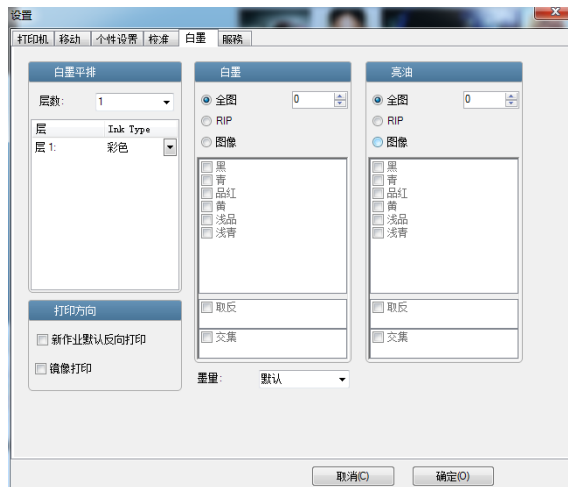 设置
打印机 移动 个性设置 校准 白墨 服務
白墨平排
层数: 1
层 Ink Type
层 1: 彩色
打印方向
新作业默认反向打印
镜像打印
白墨
全图 0
RIP
图像
黑
青
品红
黄
浅品
浅青
取反
交集
墨量: 默认
亮油
全图 0
RIP
图像
黑
青
品红
黄
浅品
浅青
取反
交集
取消(C) 确定(O)